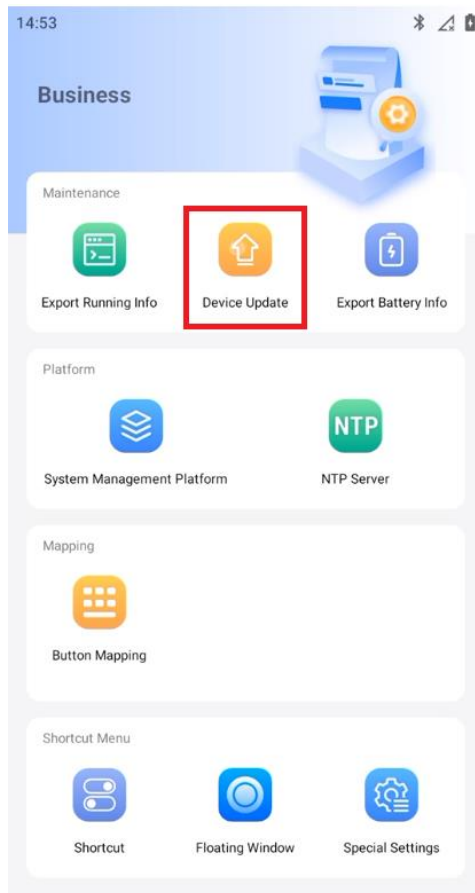 14:53
Business
Maintenance
Export Running Info
Device Update
Export Battery Info
Platform
NTP
System Management Platform
NTP Server
Mapping
Button Mapping
Shortcut Menu
Shortcut
Floating Window
Special Settings